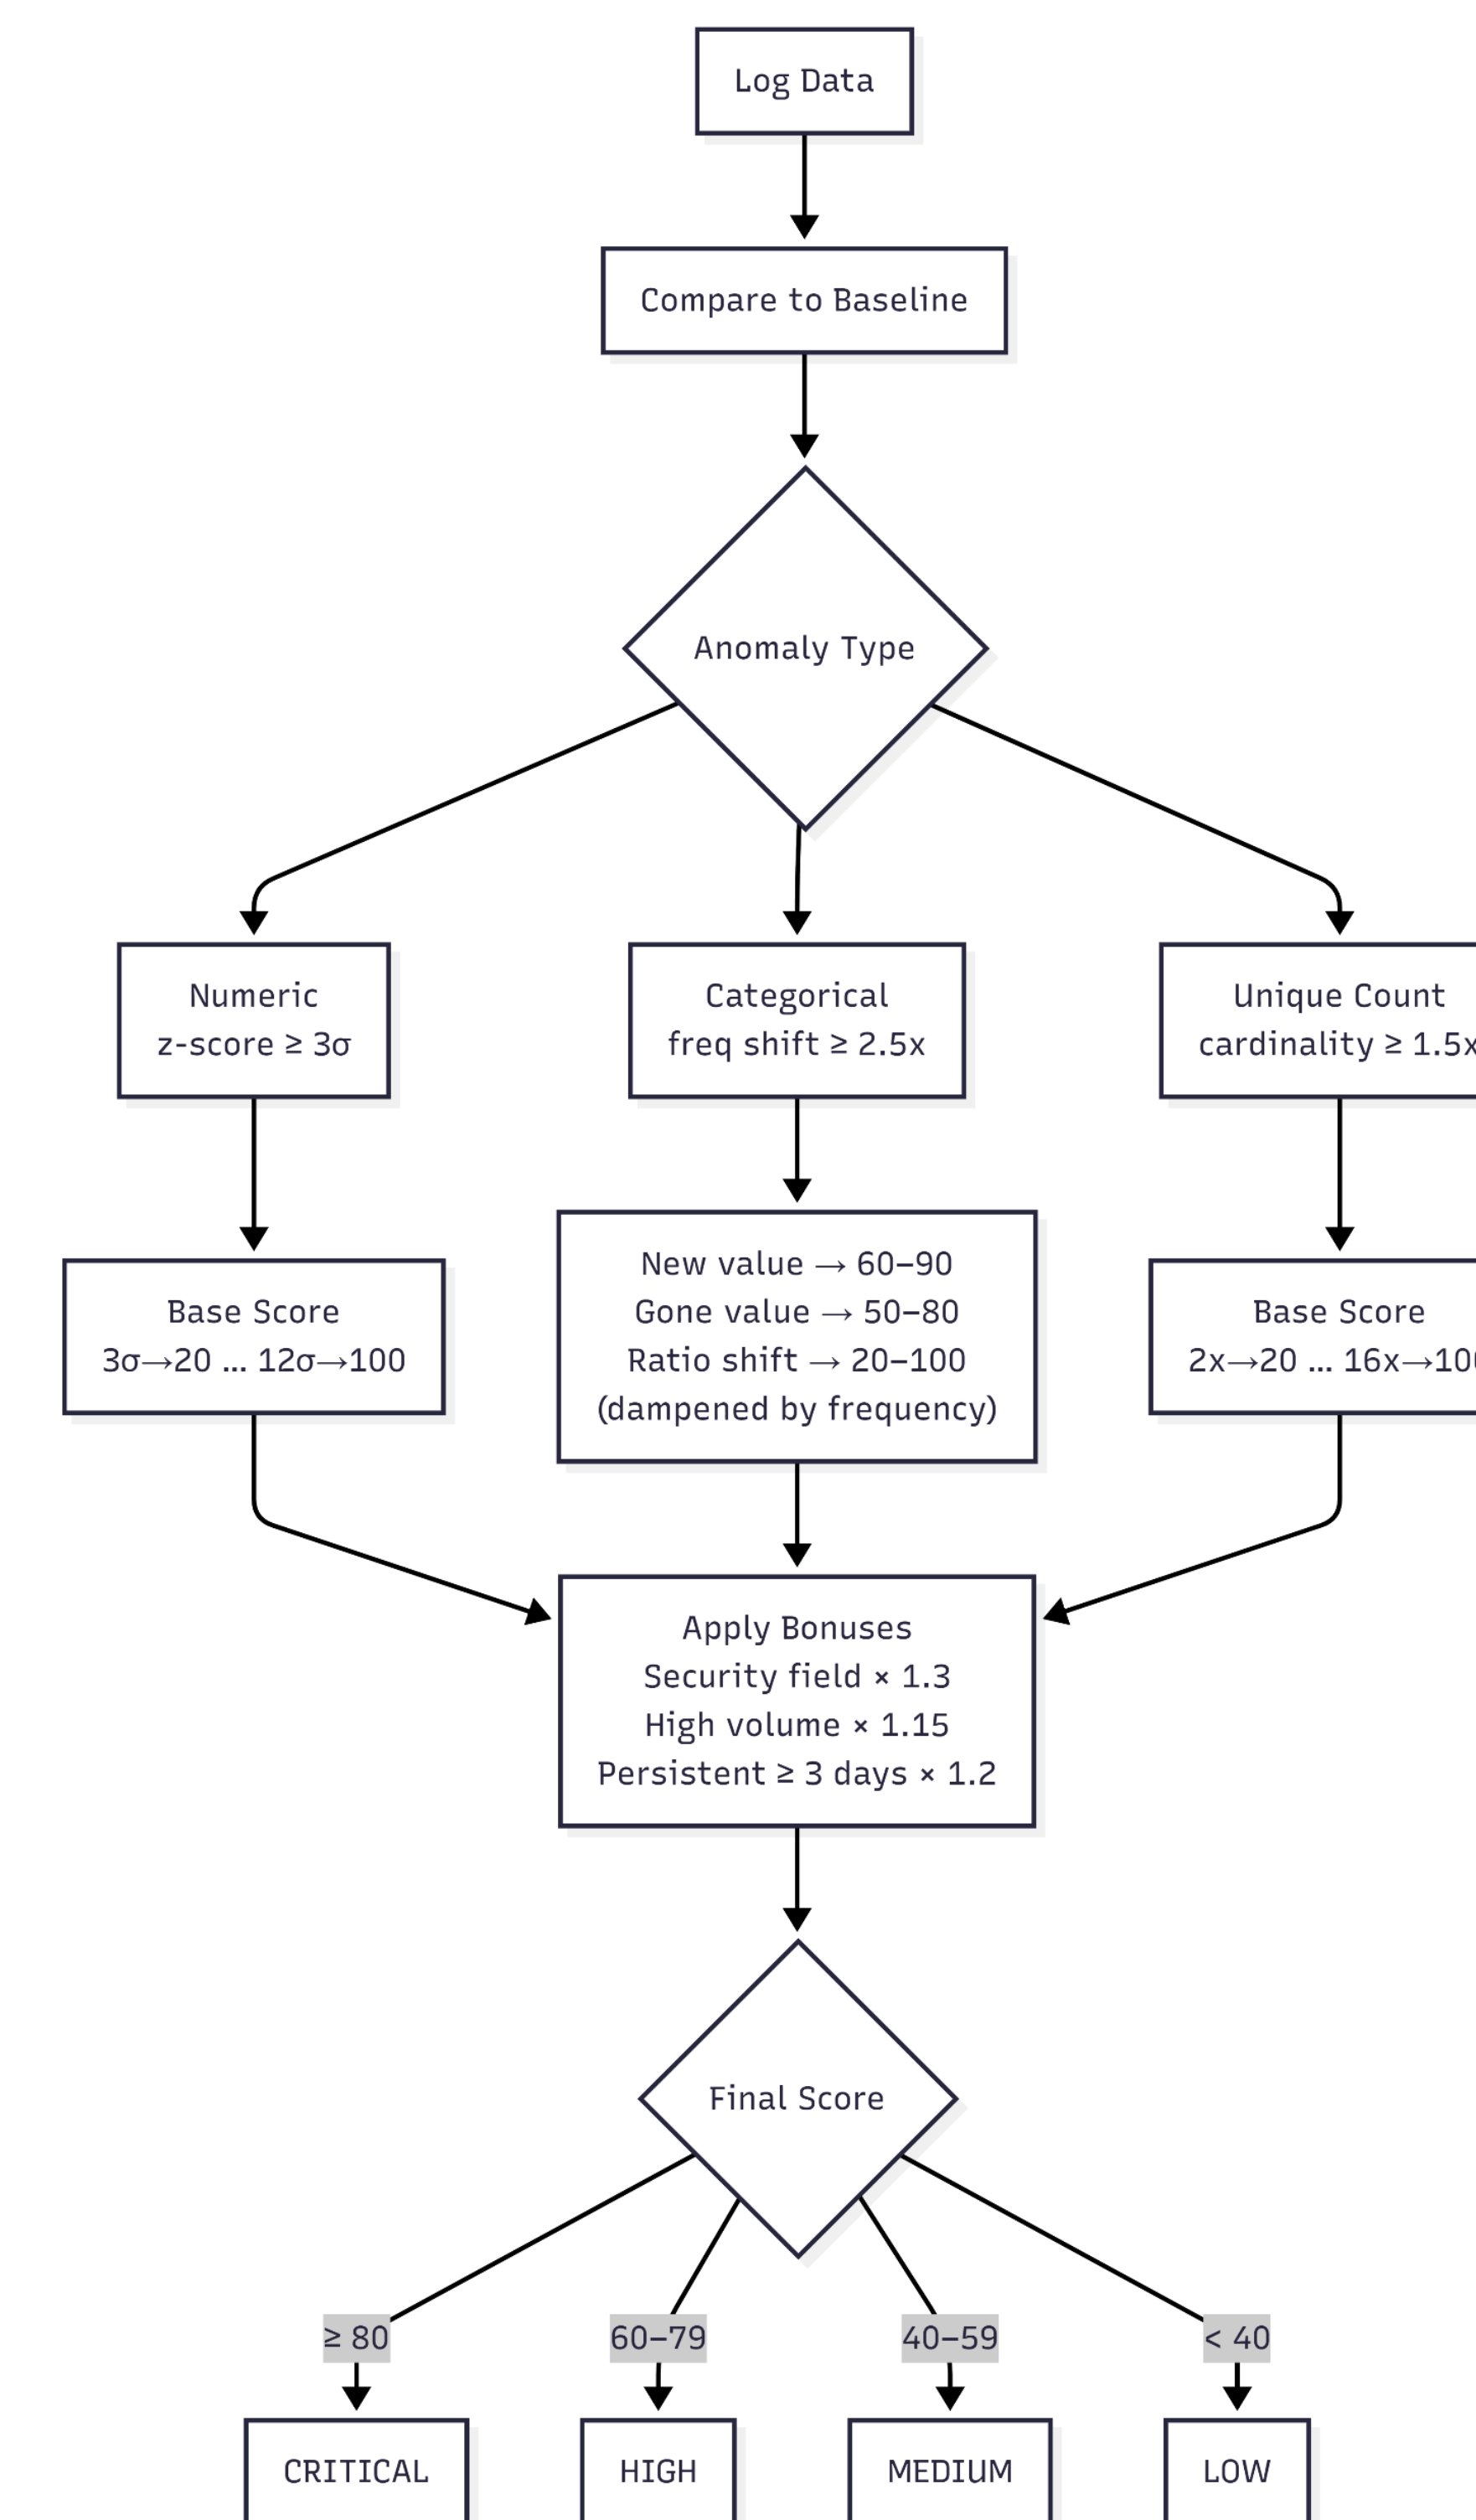 Log Data
Compare to Baseline
Anomaly Type
Numeric
z-score ≥ 3σ
Categorical
freq shift ≥ 2.5x
Unique Count
cardinality ≥ 1.5x
Base Score
3σ→20 ... 12σ→100
New value → 60–90
Gone value → 50–80
Ratio shift → 20–100
(dampened by frequency)
Base Score
2x→20 ... 16x→100
Apply Bonuses
Security field × 1.3
High volume × 1.15
Persistent ≥ 3 days × 1.2
Final Score
≥ 80
60–79
40–59
< 40
CRITICAL
HIGH
MEDIUM
LOW